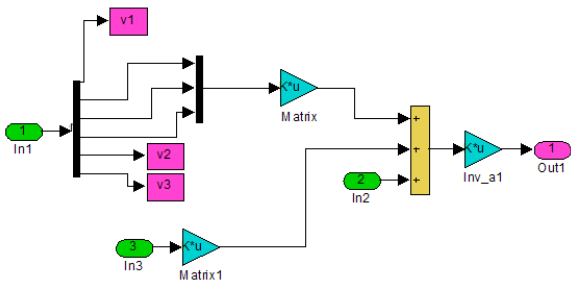 v1
1
In1
K*u
Matrix
+
+
+
v2
v3
2
In2
K*u
Inv_a1
1
Out1
3
In3
K*u
Matrix1